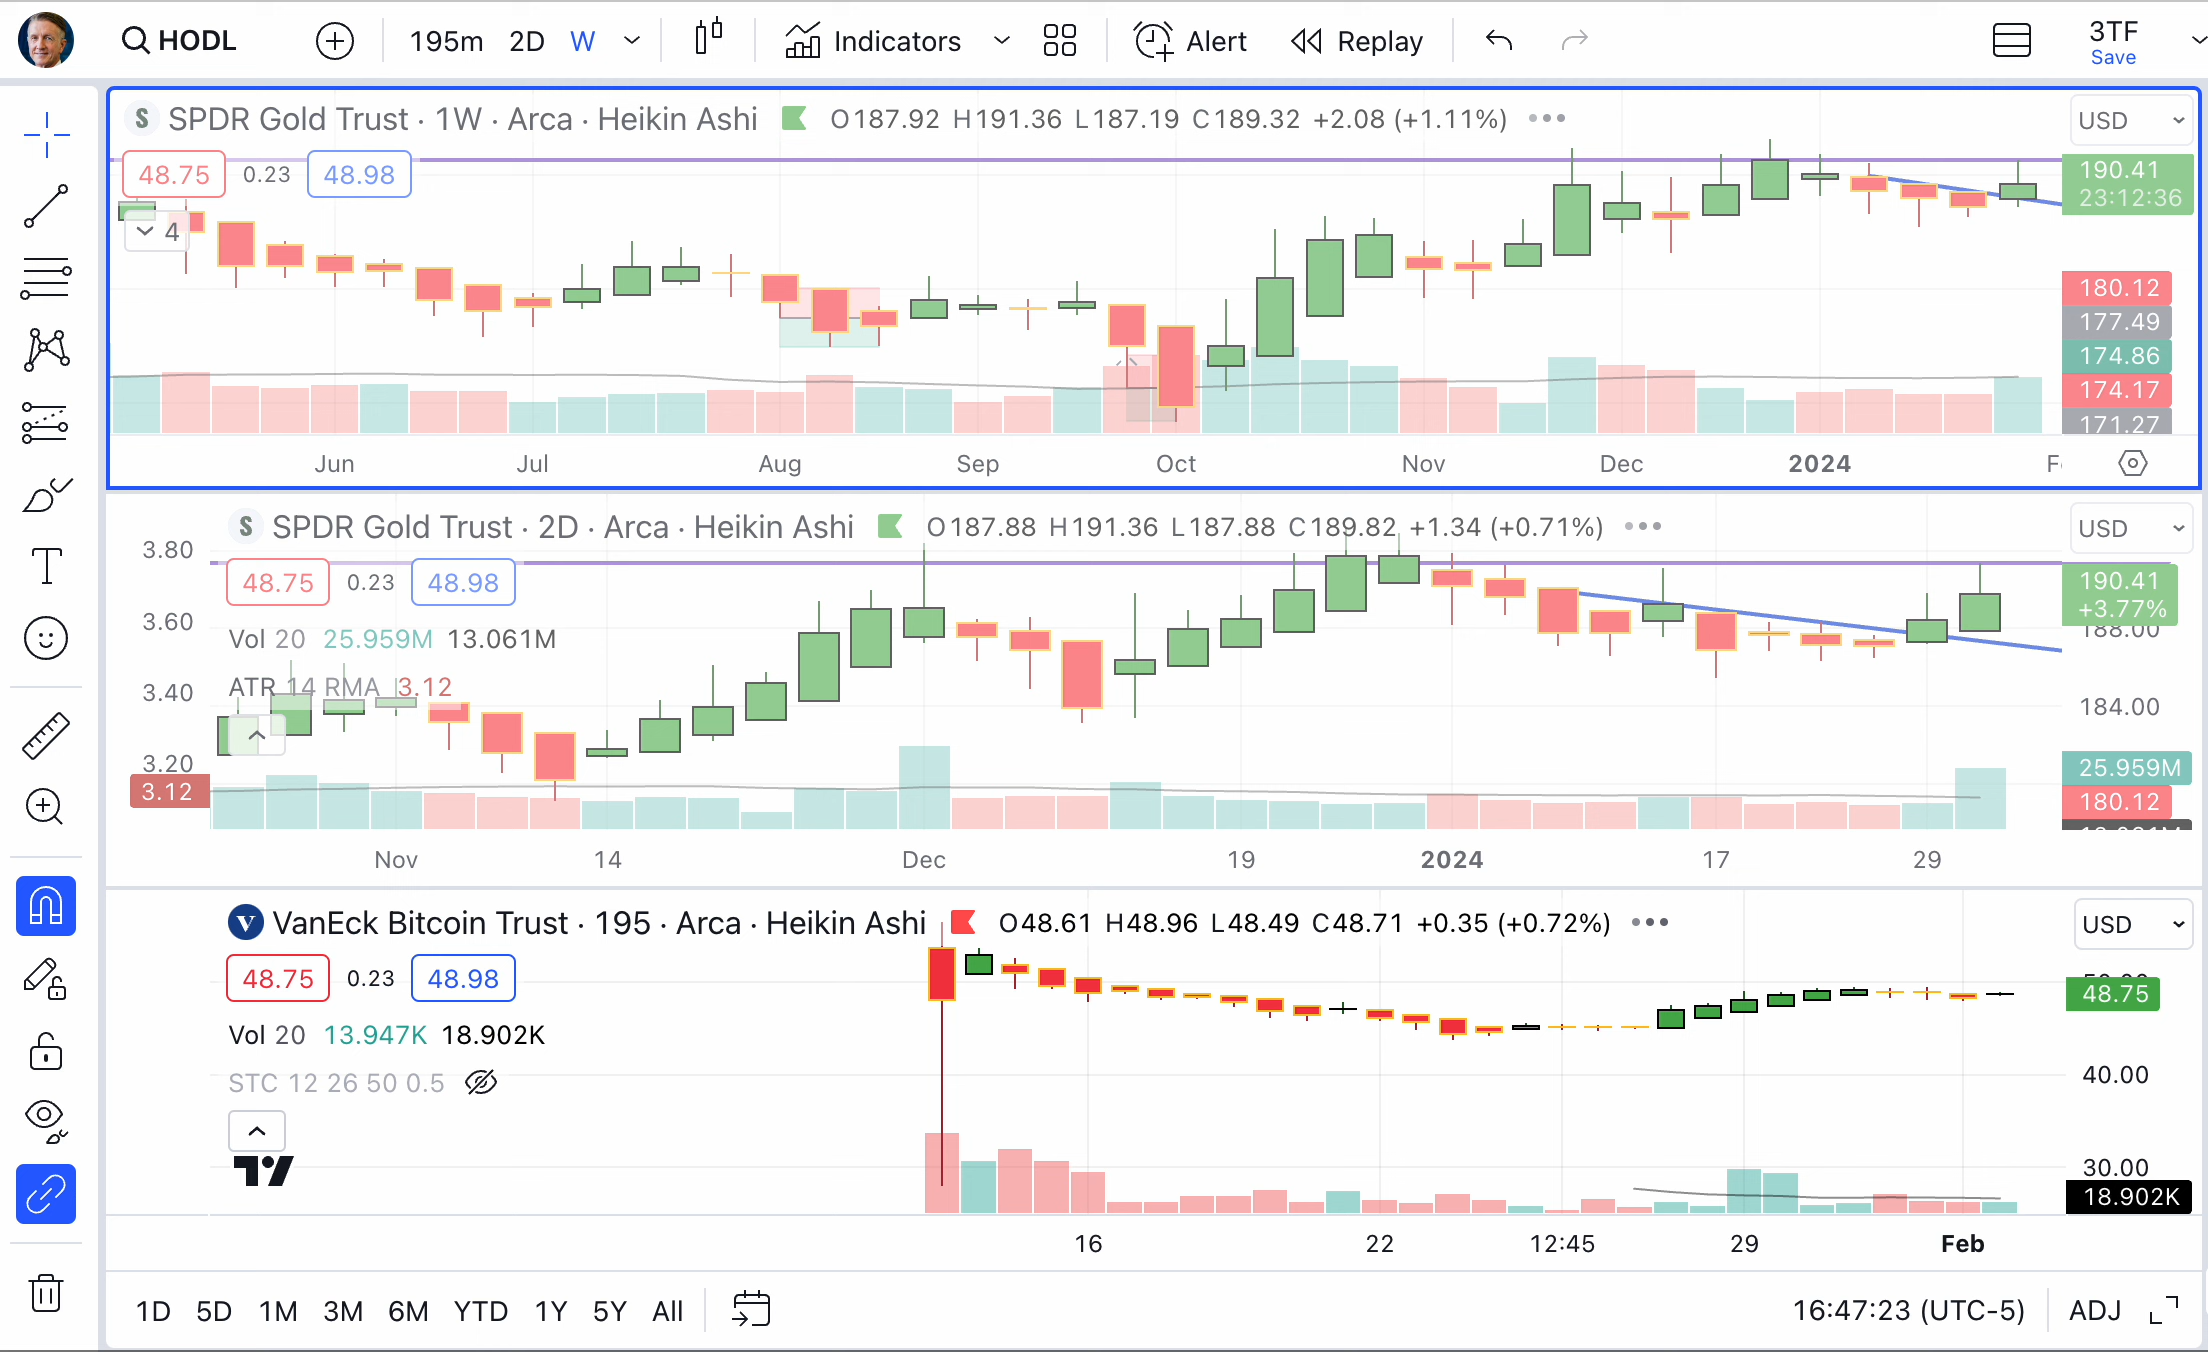 HODL
195m 2D W Indicators Alert Replay 3TF
Save
S SPDR Gold Trust · 1W · Arca · Heikin Ashi O187.92 H191.36 L187.19 C189.32 +2.08 (+1.11%) USD
48.75 0.23 48.98
4
190.41
23:12:36
180.12
177.49
174.86
174.17
171.27
Jun Jul Aug Sep Oct Nov Dec 2024
S SPDR Gold Trust · 2D · Arca · Heikin Ashi O187.88 H191.36 L187.88 C189.82 +1.34 (+0.71%) USD
48.75 0.23 48.98
Vol 20 25.959M 13.061M
ATR 14 RMA 3.12
3.80
3.60
3.40
3.20
3.12
190.41
+3.77%
188.00
184.00
25.959M
180.12
Nov 14 Dec 19 2024 17 29
V VanEck Bitcoin Trust · 195 · Arca · Heikin Ashi O48.61 H48.96 L48.49 C48.71 +0.35 (+0.72%) USD
48.75 0.23 48.98
Vol 20 13.947K 18.902K
STC 12 26 50 0.5
48.75
40.00
30.00
18.902K
16 22 12:45 29 Feb
1D 5D 1M 3M 6M YTD 1Y 5Y All 16:47:23 (UTC-5) ADJ